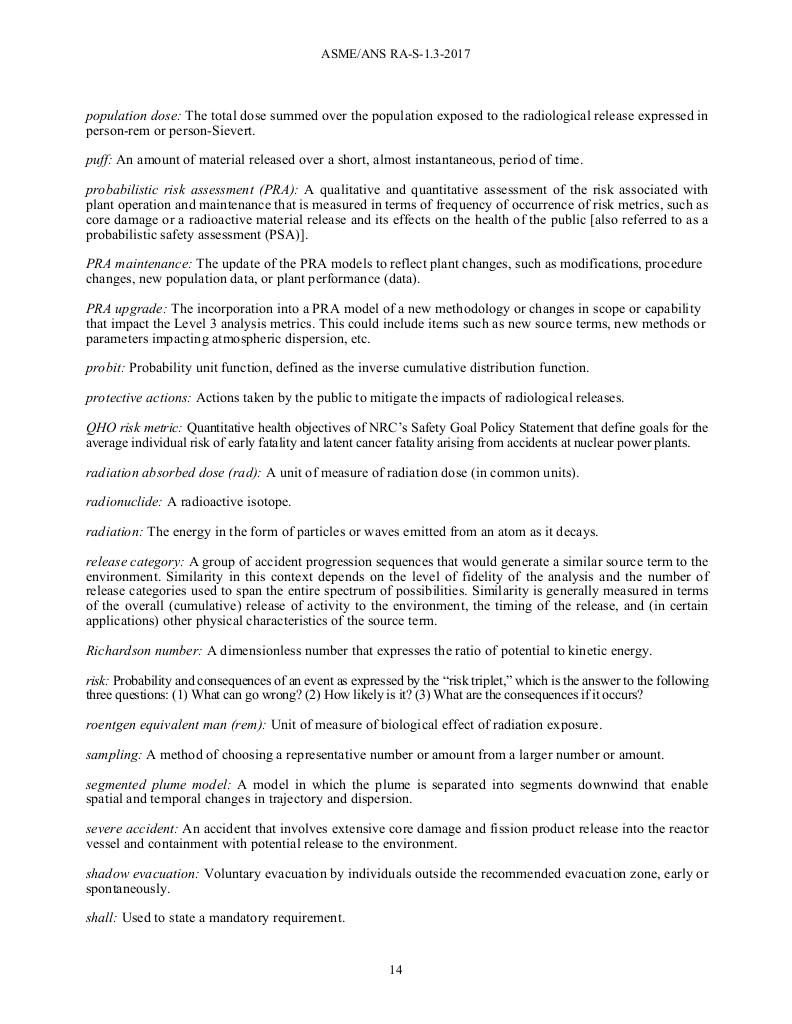 ASME/ANS RA-S-1.3-2017
population dose: The total dose summed over the population exposed to the radiological release expressed in
person-rem or person-Sievert.
puff: An amount of material released over a short, almost instantaneous, period of time.
probabilistic risk assessment (PRA): A qualitative and quantitative assessment of the risk associated with
plant operation and maintenance that is measured in terms of frequency of occurrence of risk metrics, such as
core damage or a radioactive material release and its effects on the health of the public [also referred to as a
probabilistic safety assessment (PSA)].
PRA maintenance: The update of the PRA models to reflect plant changes, such as modifications, procedure
changes, new population data, or plant performance (data).
PRA upgrade: The incorporation into a PRA model of a new methodology or changes in scope or capability
that impact the Level 3 analysis metrics. This could include items such as new source terms, new methods or
parameters impacting atmospheric dispersion, etc.
probit: Probability unit function, defined as the inverse cumulative distribution function.
protective actions: Actions taken by the public to mitigate the impacts of radiological releases.
QHO risk metric: Quantitative health objectives of NRC's Safety Goal Policy Statement that define goals for the
average individual risk of early fatality and latent cancer fatality arising from accidents at nuclear power plants.
radiation absorbed dose (rad): A unit of measure of radiation dose (in common units).
radionuclide: A radioactive isotope.
radiation: The energy in the form of particles or waves emitted from an atom as it decays.
release category: A group of accident progression sequences that would generate a similar source term to the
environment. Similarity in this context depends on the level of fidelity of the analysis and the number of
release categories used to span the entire spectrum of possibilities. Similarity is generally measured in terms
of the overall (cumulative) release of activity to the environment, the timing of the release, and (in certain
applications) other physical characteristics of the source term.
Richardson number: A dimensionless number that expresses the ratio of potential to kinetic energy.
risk: Probability and consequences of an event as expressed by the “risk triplet,” which is the answer to the following
three questions: (1) What can go wrong? (2) How likely is it? (3) What are the consequences if it occurs?
roentgen equivalent man (rem): Unit of measure of biological effect of radiation exposure.
sampling: A method of choosing a representative number or amount from a larger number or amount.
segmented plume model: A model in which the plume is separated into segments downwind that enable
spatial and temporal changes in trajectory and dispersion.
severe accident: An accident that involves extensive core damage and fission product release into the reactor
vessel and containment with potential release to the environment.
shadow evacuation: Voluntary evacuation by individuals outside the recommended evacuation zone, early or
spontaneously.
shall: Used to state a mandatory requirement.
14